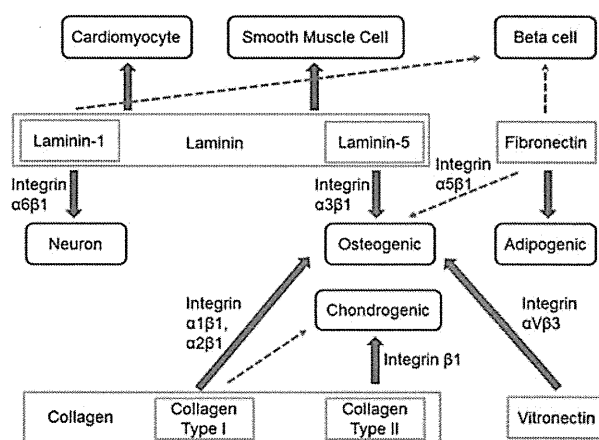 Cardiomyocyte
Smooth Muscle Cell
Beta cell
Laminin-1
Laminin
Laminin-5
Fibronectin
Integrin
α6β1
Integrin
α3β1
Integrin
α5β1
Neuron
Osteogenic
Adipogenic
Integrin
α1β1,
α2β1
Chondrogenic
Integrin
αVβ3
Integrin β1
Collagen
Collagen
Type I
Collagen
Type II
Vitronectin